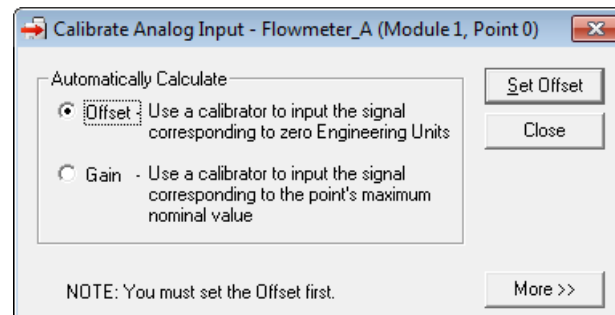 Calibrate Analog Input - Flowmeter_A (Module 1, Point 0)
Automatically Calculate
Offset - Use a calibrator to input the signal
corresponding to zero Engineering Units
Gain - Use a calibrator to input the signal
corresponding to the point's maximum
nominal value
Set Offset
Close
NOTE: You must set the Offset first.
More >>